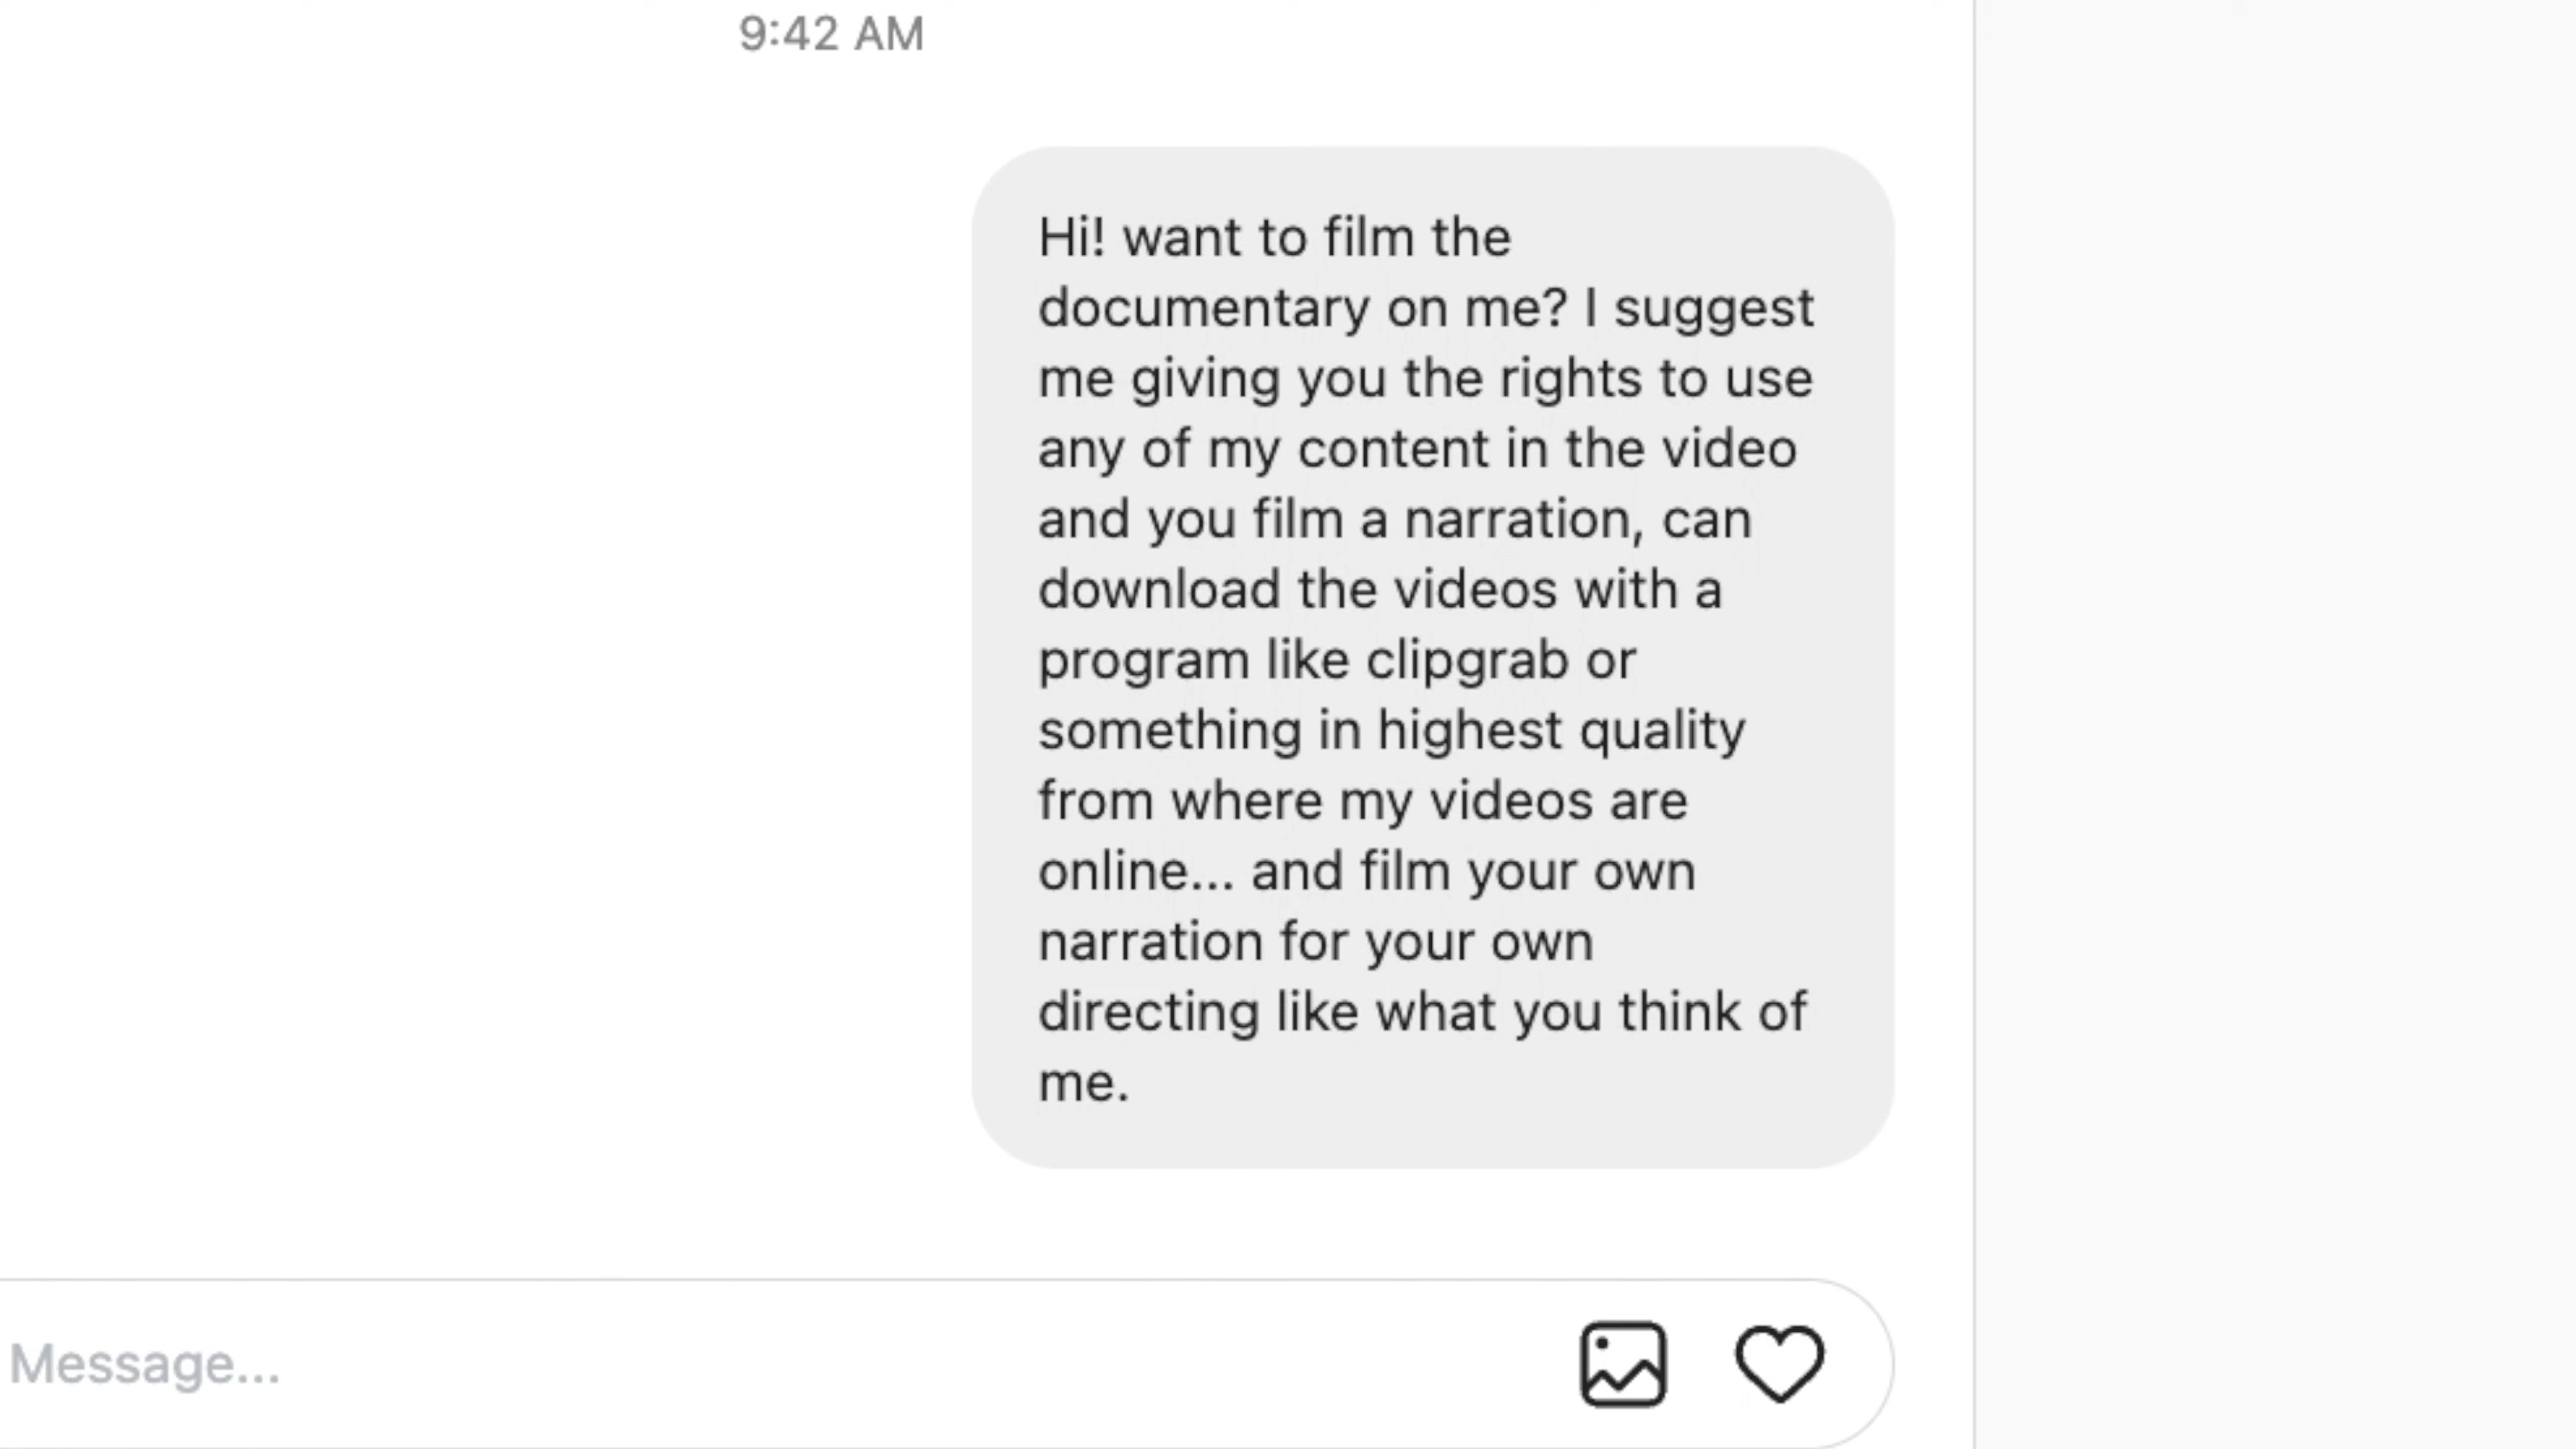 9:42 AM
Hi! want to film the
documentary on me? I suggest
me giving you the rights to use
any of my content in the video
and you film a narration, can
download the videos with a
program like clipgrab or
something in highest quality
from where my videos are
online... and film your own
narration for your own
directing like what you think of
me.
Message...